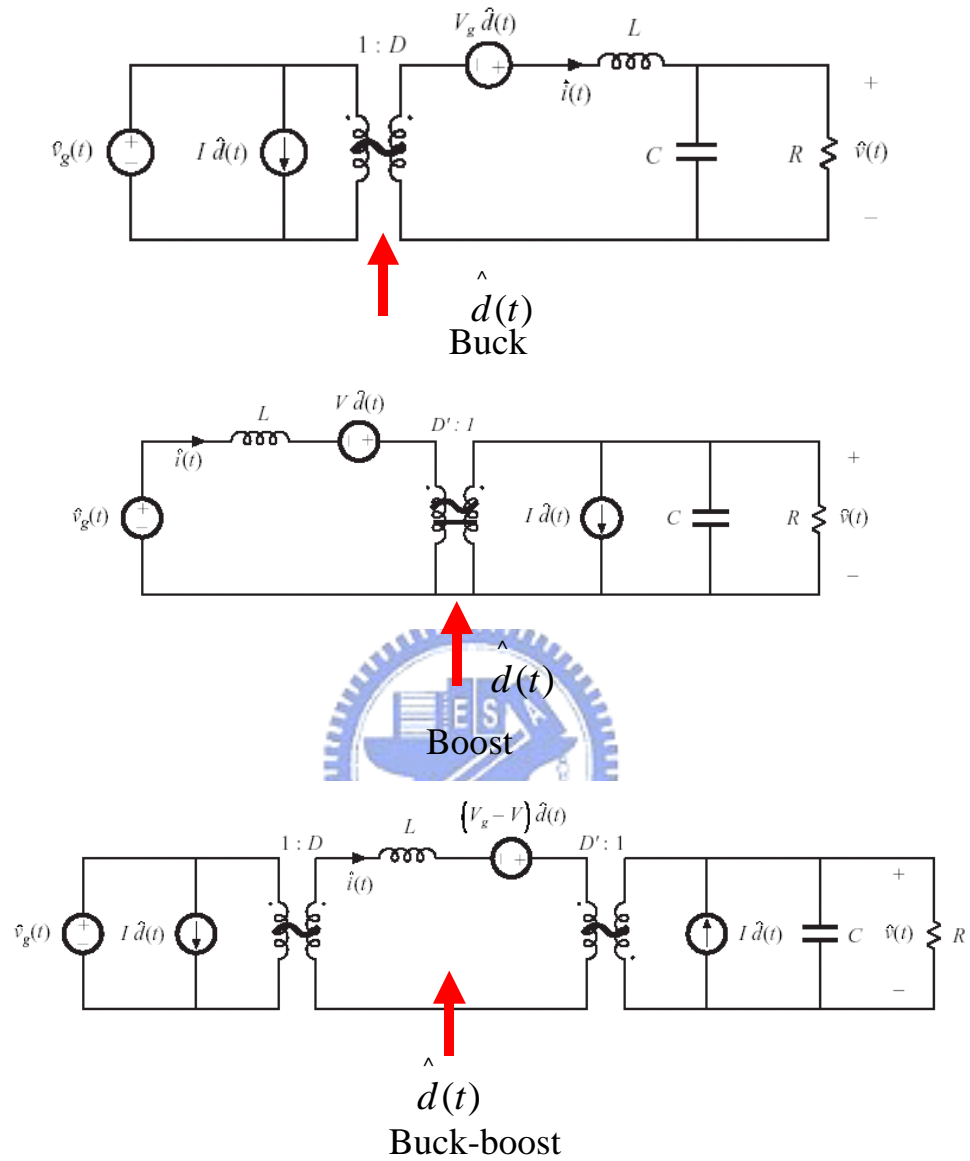 V_g d̂(t)
L
1 : D
î(t)
+
v̂_g(t)
+
−
I d̂(t)
C
R
v̂(t)
−
d̂(t)
Buck
L
V d̂(t)
D' : 1
î(t)
+
v̂_g(t)
+
−
I d̂(t)
C
R
v̂(t)
−
d̂(t)
E S A
Boost
(V_g − V) d̂(t)
1 : D
L
D' : 1
î(t)
+
v̂_g(t)
+
−
I d̂(t)
I d̂(t)
C
v̂(t)
R
−
d̂(t)
Buck-boost